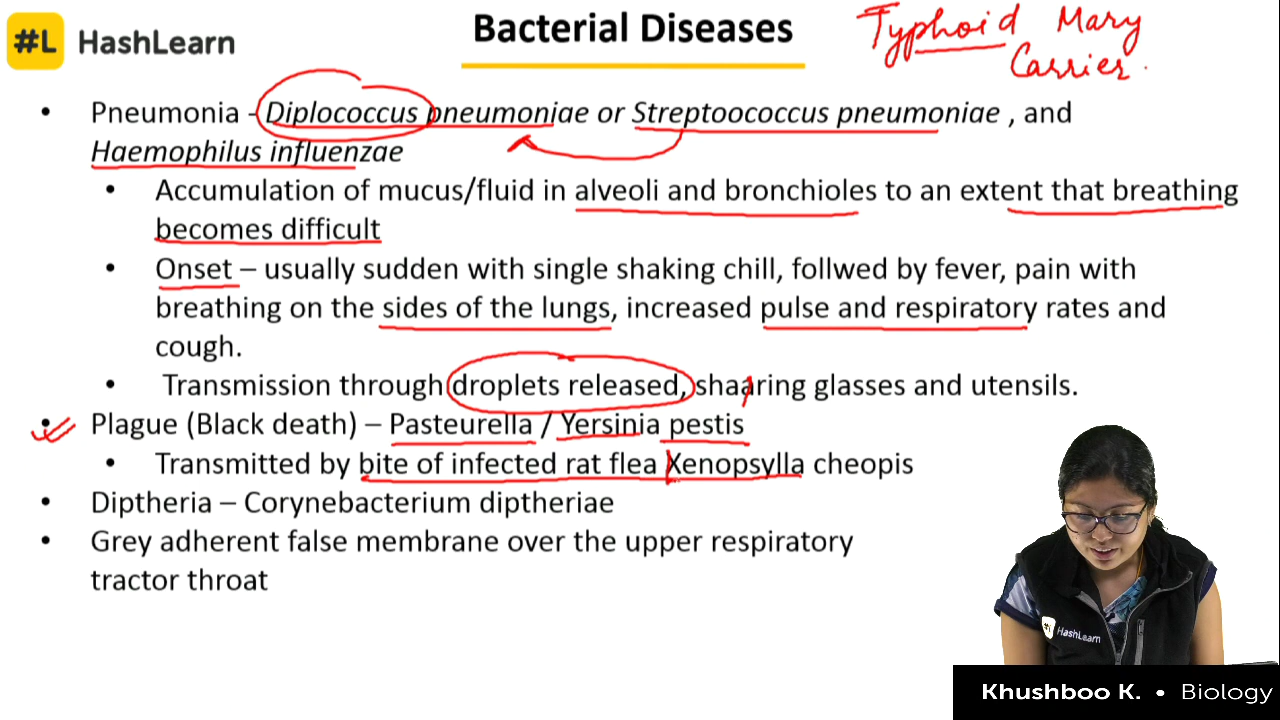 #L HashLearn
Bacterial Diseases
Typhoid Mary
Carrier.
• Pneumonia - Diplococcus pneumoniae or Streptoococcus pneumoniae , and
Haemophilus influenzae
• Accumulation of mucus/fluid in alveoli and bronchioles to an extent that breathing
becomes difficult
• Onset – usually sudden with single shaking chill, follwed by fever, pain with
breathing on the sides of the lungs, increased pulse and respiratory rates and
cough.
• Transmission through droplets released, shaaring glasses and utensils.
• Plague (Black death) – Pasteurella / Yersinia pestis
• Transmitted by bite of infected rat flea Xenopsylla cheopis
• Diptheria – Corynebacterium diptheriae
• Grey adherent false membrane over the upper respiratory
tractor throat
#L HashLearn
Khushboo K. • Biology